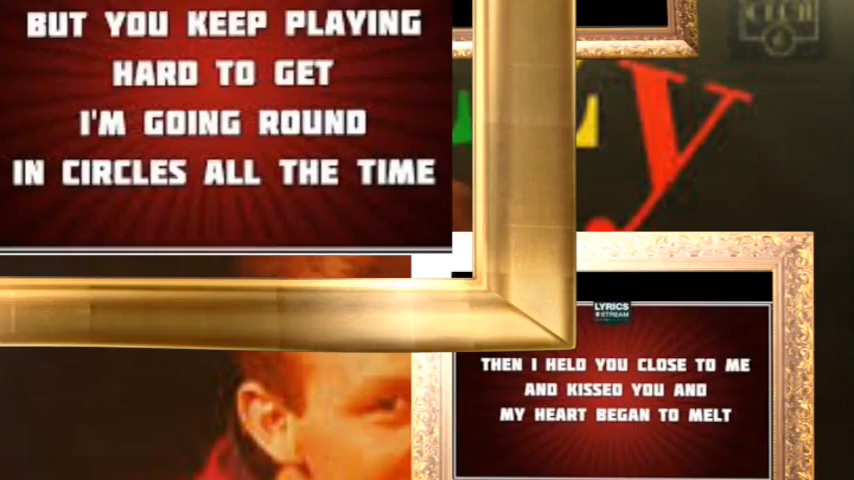 BUT YOU KEEP PLAYING
HARD TO GET
I'M GOING ROUND
IN CIRCLES ALL THE TIME
y
LYRICS
STREAM
THEN I HELD YOU CLOSE TO ME
AND KISSED YOU AND
MY HEART BEGAN TO MELT